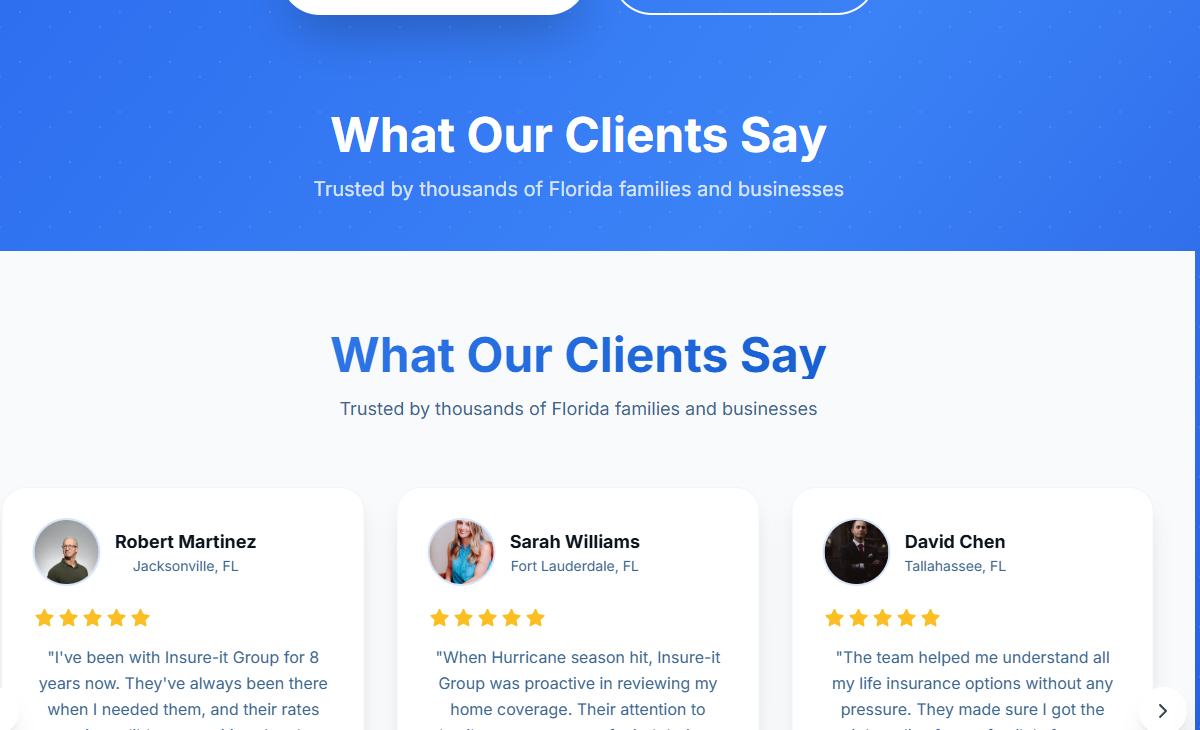 What Our Clients Say
Trusted by thousands of Florida families and businesses
What Our Clients Say
Trusted by thousands of Florida families and businesses
Robert Martinez
Jacksonville, FL
"I've been with Insure-it Group for 8
years now. They've always been there
when I needed them, and their rates
Sarah Williams
Fort Lauderdale, FL
"When Hurricane season hit, Insure-it
Group was proactive in reviewing my
home coverage. Their attention to
David Chen
Tallahassee, FL
"The team helped me understand all
my life insurance options without any
pressure. They made sure I got the